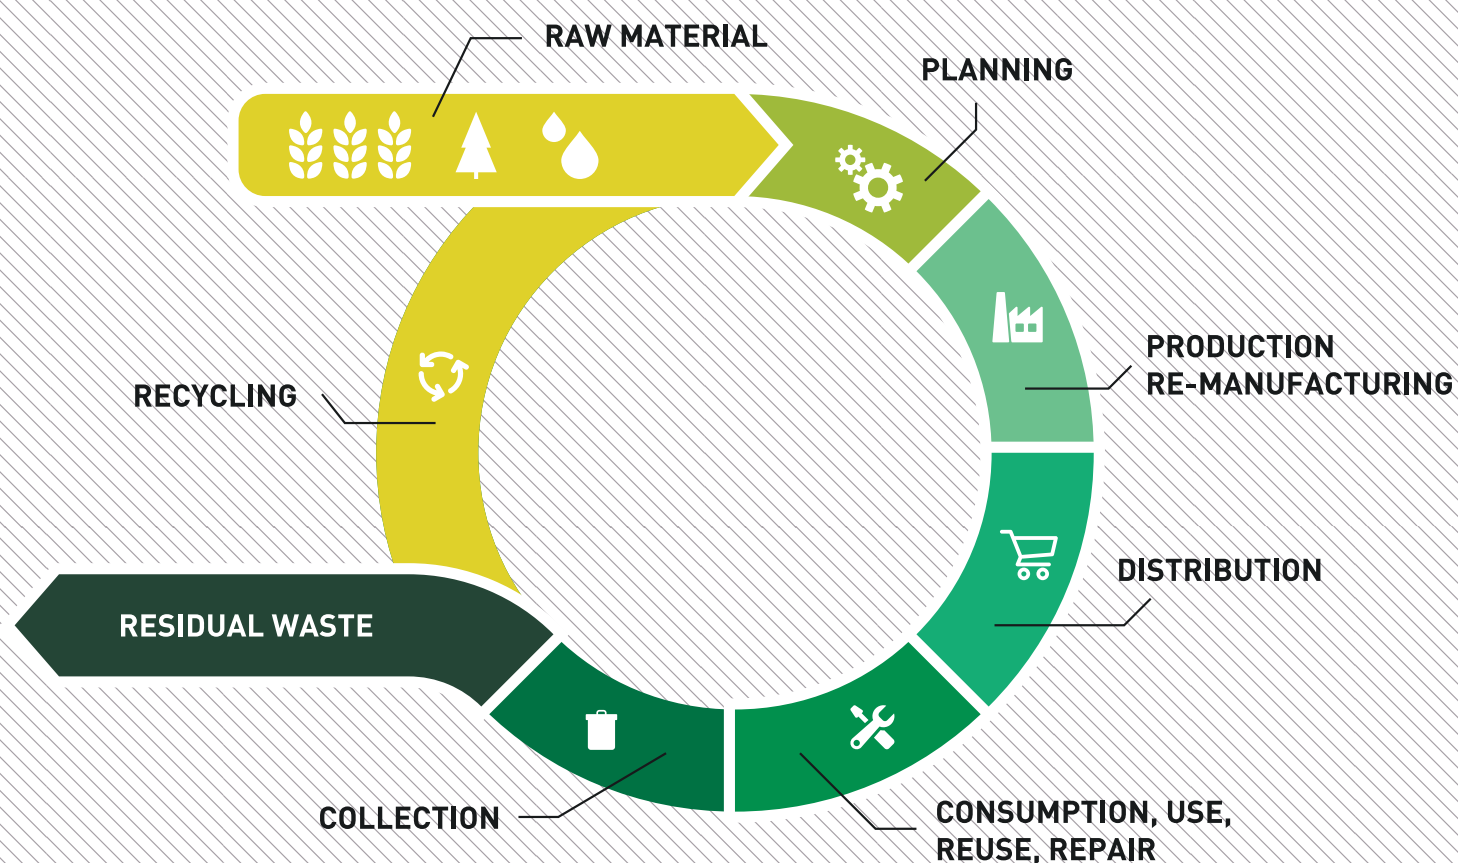 RAW MATERIAL
PLANNING
PRODUCTION
RE-MANUFACTURING
DISTRIBUTION
CONSUMPTION, USE,
REUSE, REPAIR
COLLECTION
RESIDUAL WASTE
RECYCLING